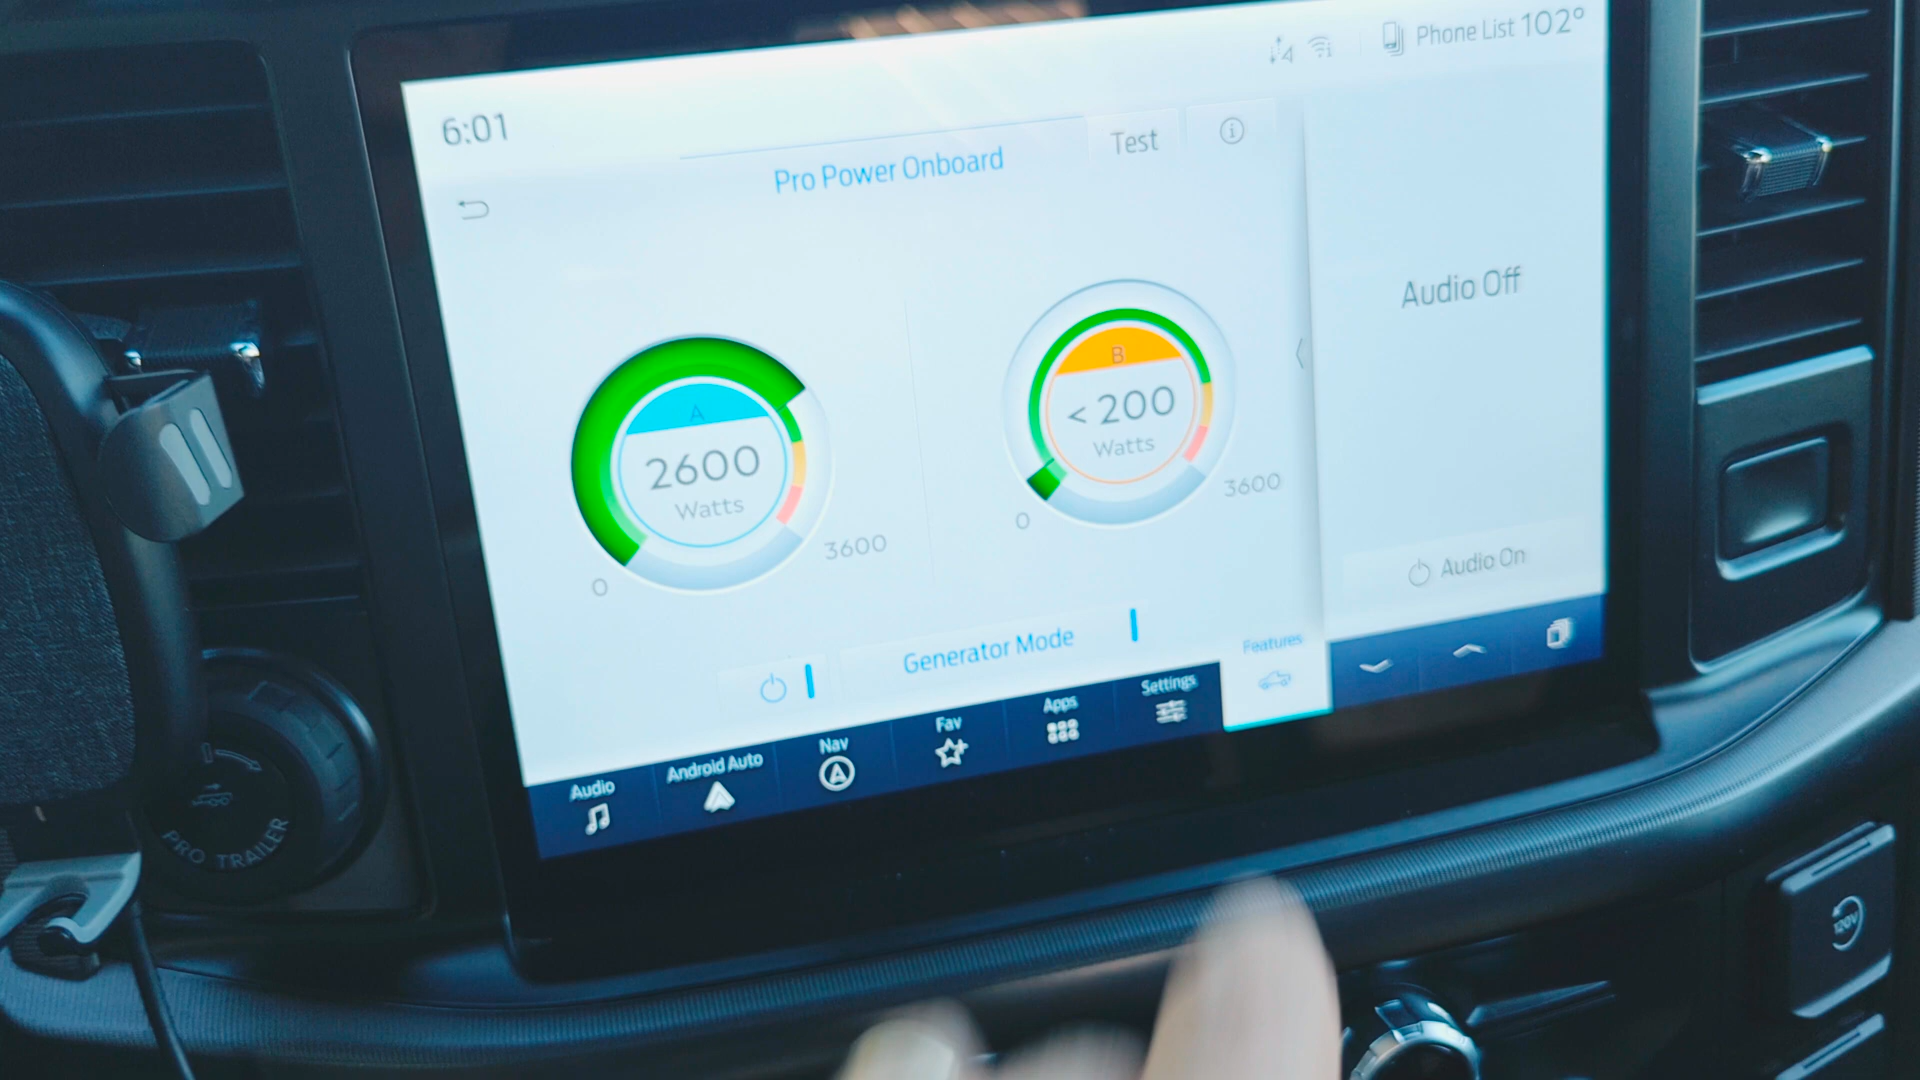 6:01
4
Phone List 102°
Pro Power Onboard
Test
A
2600
Watts
0
3600
B
< 200
Watts
0
3600
Audio Off
Audio On
Generator Mode
Audio
Android Auto
Nav
Fav
Apps
Settings
Features
PRO TRAILER
120V